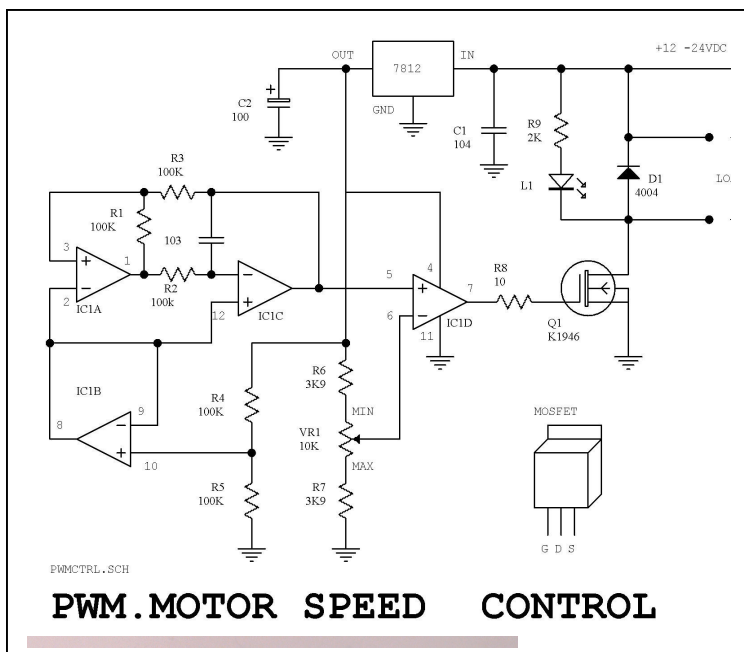 OUT
7812
IN
+12 -24VDC
GND
C2
100
C1
104
R9
2K
L1
D1
4004
LO
R3
100K
R1
100K
103
3
1
2
IC1A
R2
100k
12
IC1C
5
4
7
6
11
IC1D
R8
10
Q1
K1946
IC1B
8
9
10
R4
100K
R6
3K9
MIN
VR1
10K
MAX
R5
100K
R7
3K9
MOSFET
G D S
PWMCTRL.SCH
PWM.MOTOR SPEED CONTROL